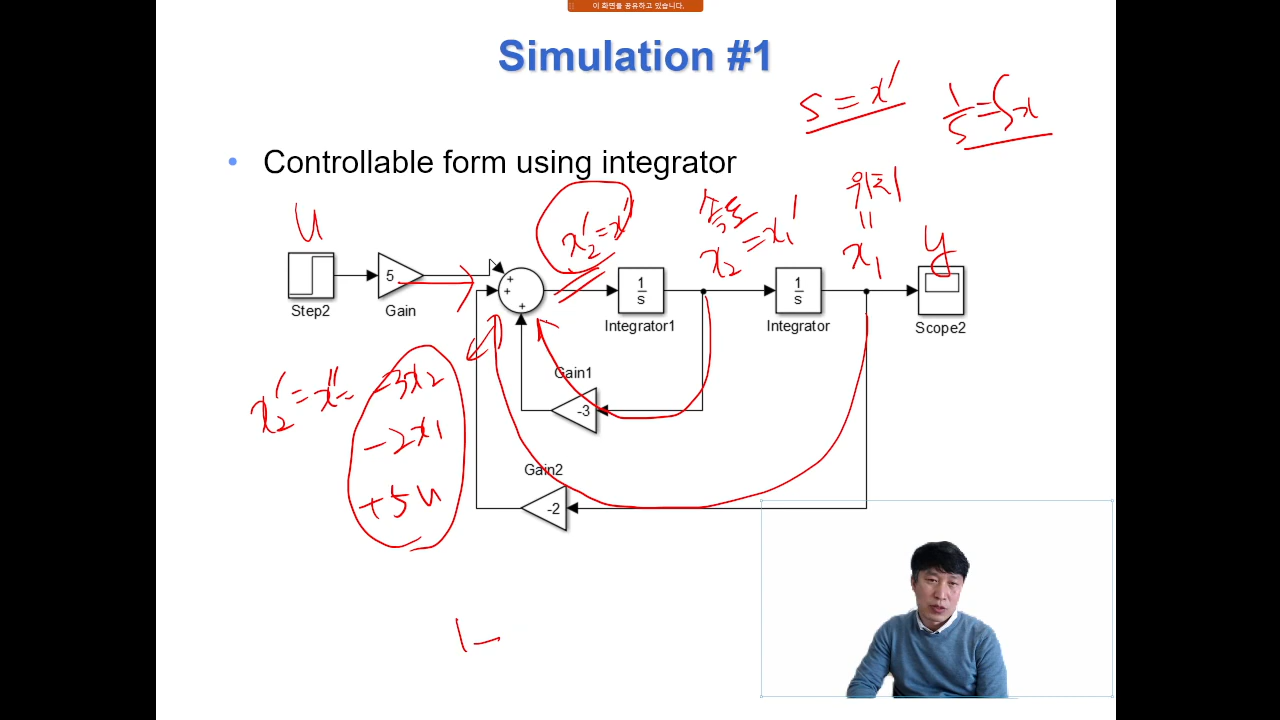 이 화면을 공유하고 있습니다.
Simulation #1
s = x′
1/s = ∫x
• Controllable form using integrator
u
x₂′ = x″
속도
x₂ = x₁′
위치
=
x₁
y
5
+
+
+
1
s
1
s
Step2
Gain
Integrator1
Integrator
Scope2
Gain1
-3
x₂′ = x″ = -3x₂
-2x₁
+5u
Gain2
-2